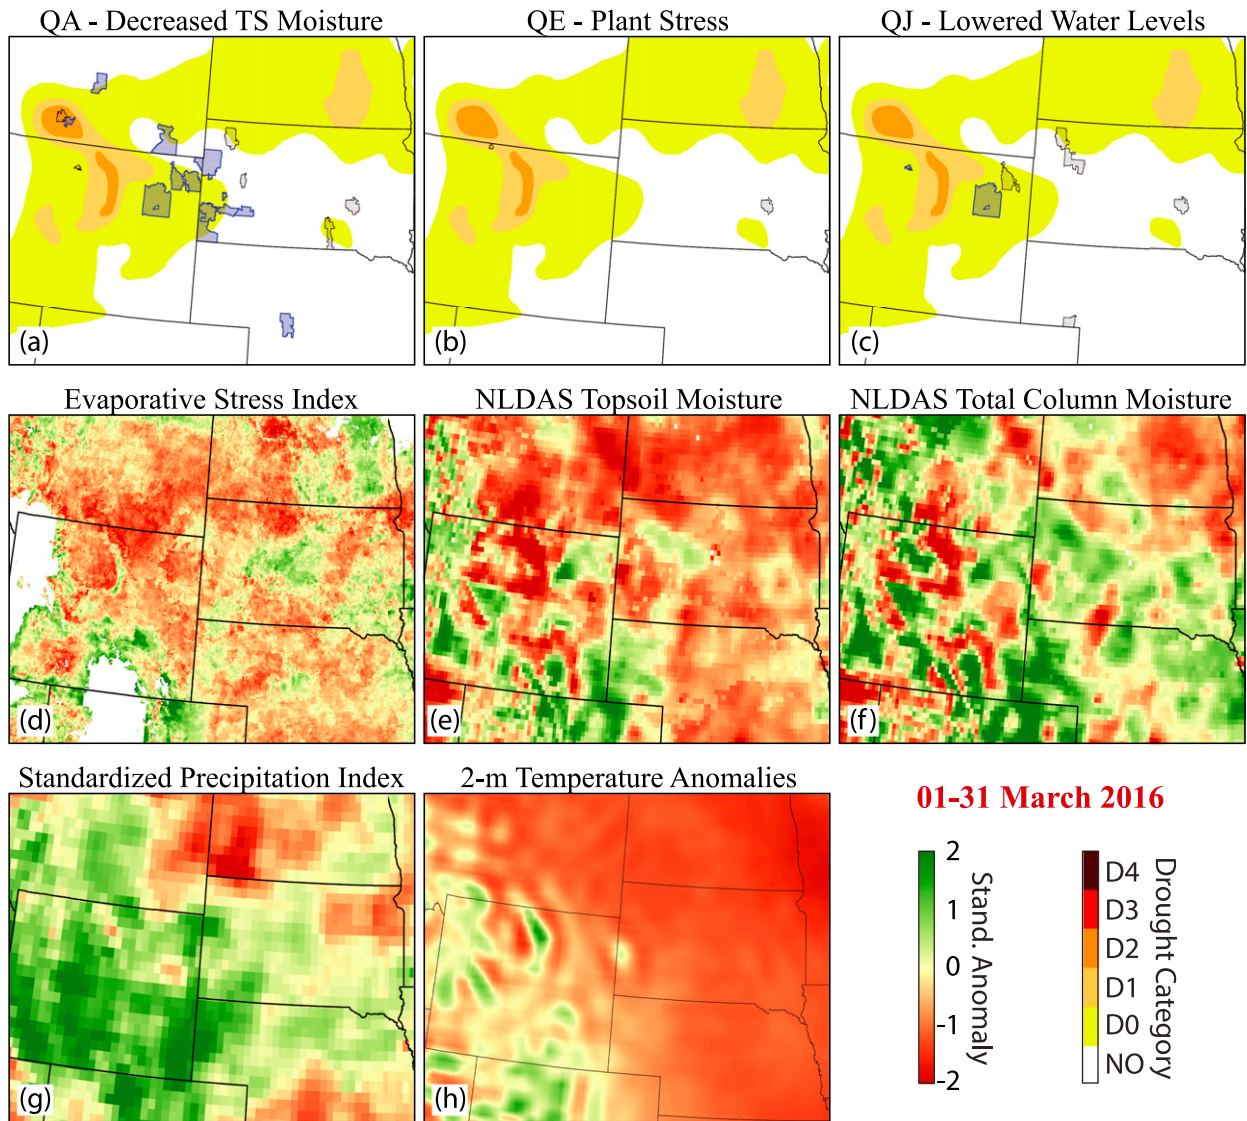 QA - Decreased TS Moisture
QE - Plant Stress
QJ - Lowered Water Levels
(a)
(b)
(c)
Evaporative Stress Index
NLDAS Topsoil Moisture
NLDAS Total Column Moisture
(d)
(e)
(f)
Standardized Precipitation Index
2-m Temperature Anomalies
(g)
(h)
01-31 March 2016
2
1
0
-1
-2
Stand. Anomaly
D4
D3
D2
D1
D0
NO
Drought Category